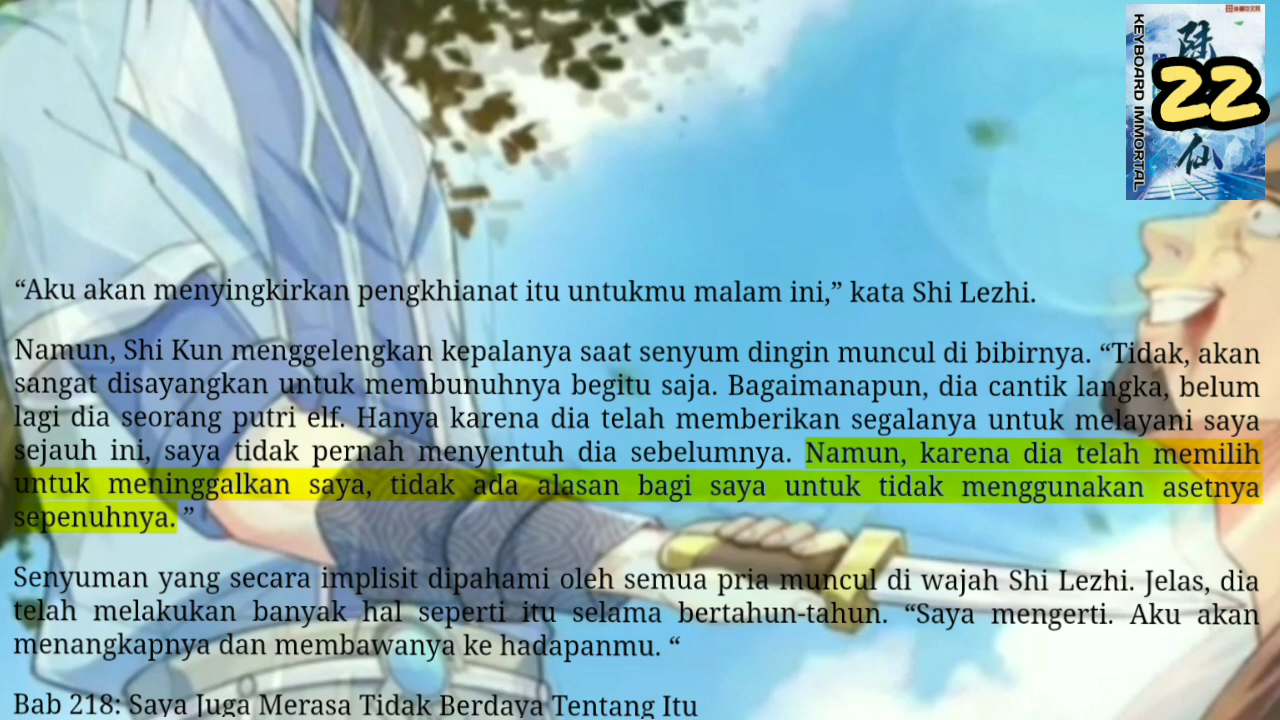 陆
22
仙
KEYBOARD IMMORTAL
“Aku akan menyingkirkan pengkhianat itu untukmu malam ini,” kata Shi Lezhi.
Namun, Shi Kun menggelengkan kepalanya saat senyum dingin muncul di bibirnya. “Tidak, akan
sangat disayangkan untuk membunuhnya begitu saja. Bagaimanapun, dia cantik langka, belum
lagi dia seorang putri elf. Hanya karena dia telah memberikan segalanya untuk melayani saya
sejauh ini, saya tidak pernah menyentuh dia sebelumnya. Namun, karena dia telah memilih
untuk meninggalkan saya, tidak ada alasan bagi saya untuk tidak menggunakan asetnya
sepenuhnya. ”
Senyuman yang secara implisit dipahami oleh semua pria muncul di wajah Shi Lezhi. Jelas, dia
telah melakukan banyak hal seperti itu selama bertahun-tahun. “Saya mengerti. Aku akan
menangkapnya dan membawanya ke hadapanmu. “
Bab 218: Saya Juga Merasa Tidak Berdaya Tentang Itu